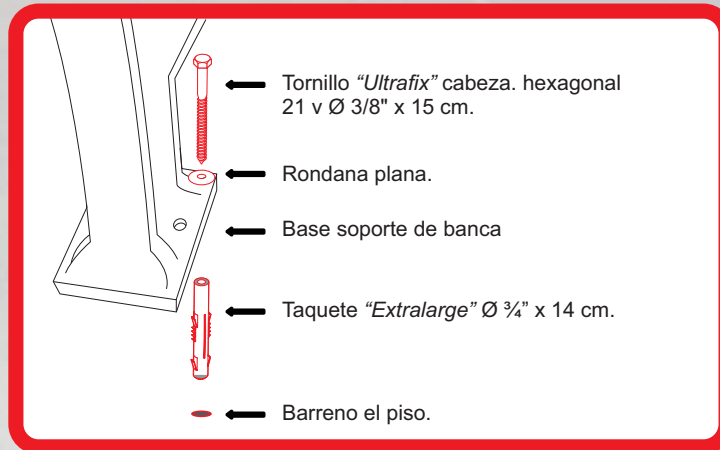 Tornillo “Ultrafix” cabeza. hexagonal
21 v Ø 3/8" x 15 cm.
Rondana plana.
Base soporte de banca
Taquete “Extralarge” Ø ¾” x 14 cm.
Barreno el piso.